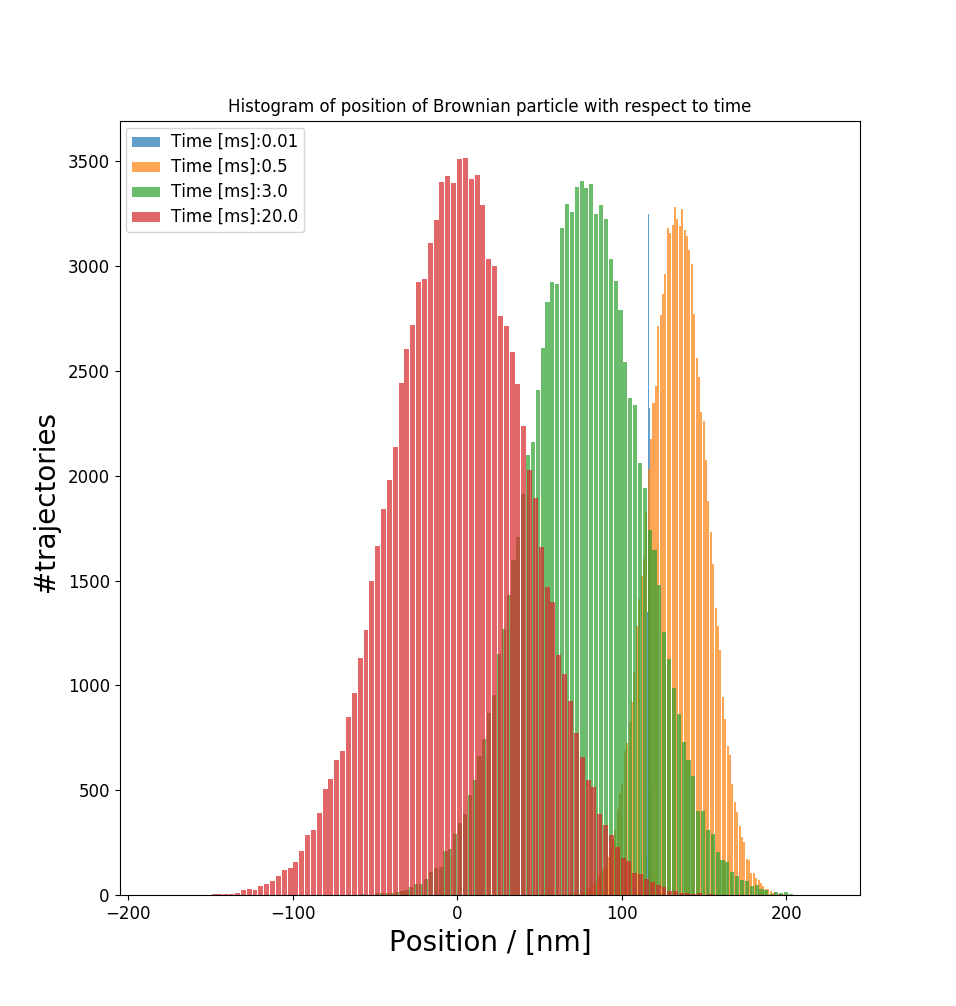 Histogram of position of Brownian particle with respect to time
Time [ms]:0.01
Time [ms]:0.5
Time [ms]:3.0
Time [ms]:20.0
3500
3000
2500
2000
1500
1000
500
0
#trajectories
−200
−100
0
100
200
Position / [nm]